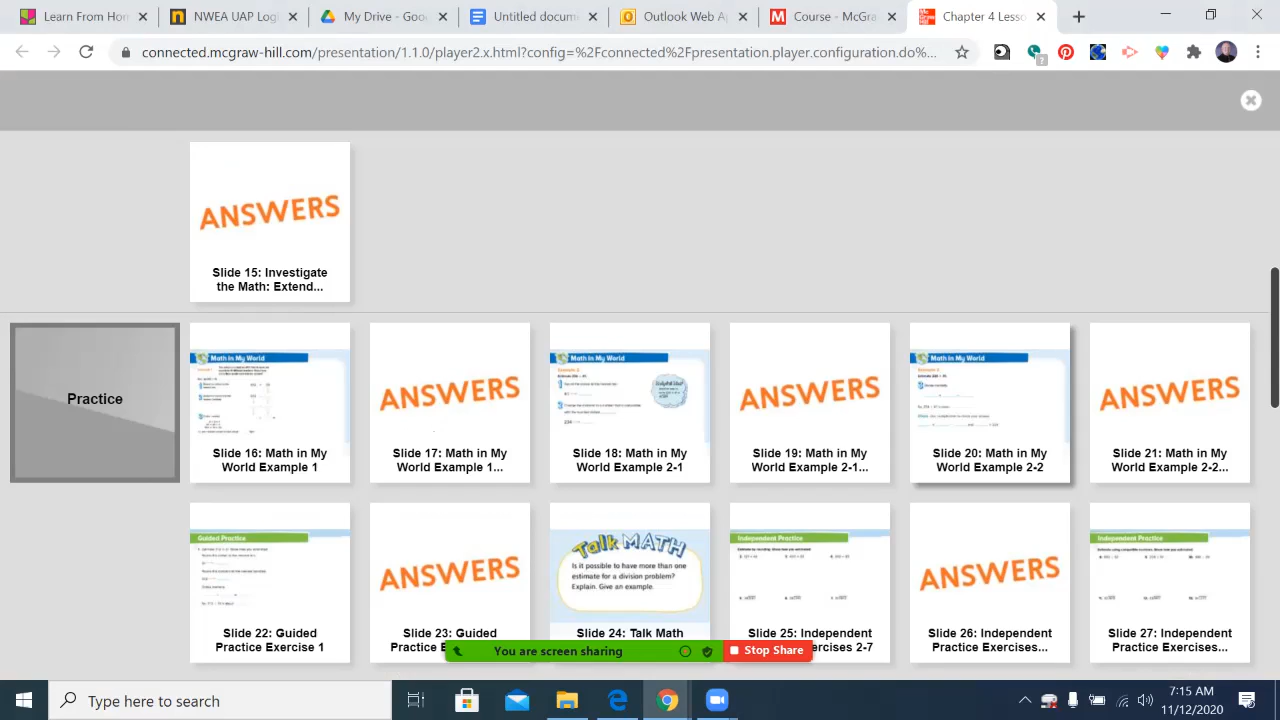 Learn From Hom
NWEA MAP Logi
My Drive - Goo
Untitled docum
Outlook Web A
Course - McGra
Chapter 4 Lesso
connected.mcgraw-hill.com/presentation/1.1.0/player2.x.html?config=%2Fconnected%2Fpresentation.player.configuration.do%...
ANSWERS
Slide 15: Investigate
the Math: Extend...
Practice
Math in My World
Slide 16: Math in My
World Example 1
ANSWER
Slide 17: Math in My
World Example 1...
Math in My World
Slide 18: Math in My
World Example 2-1
ANSWERS
Slide 19: Math in My
World Example 2-1...
Math in My World
Slide 20: Math in My
World Example 2-2
ANSWERS
Slide 21: Math in My
World Example 2-2...
Guided Practice
Slide 22: Guided
Practice Exercise 1
ANSWERS
Slide 23: Guided
Practice E
Talk MATH
Is it possible to have more than one
estimate for a division problem?
Explain. Give an example.
Slide 24: Talk Math
Independent Practice
Slide 25: Independent
ercises 2-7
ANSWERS
Slide 26: Independent
Practice Exercises...
Independent Practice
Slide 27: Independent
Practice Exercises...
You are screen sharing
Stop Share
Type here to search
7:15 AM
11/12/2020